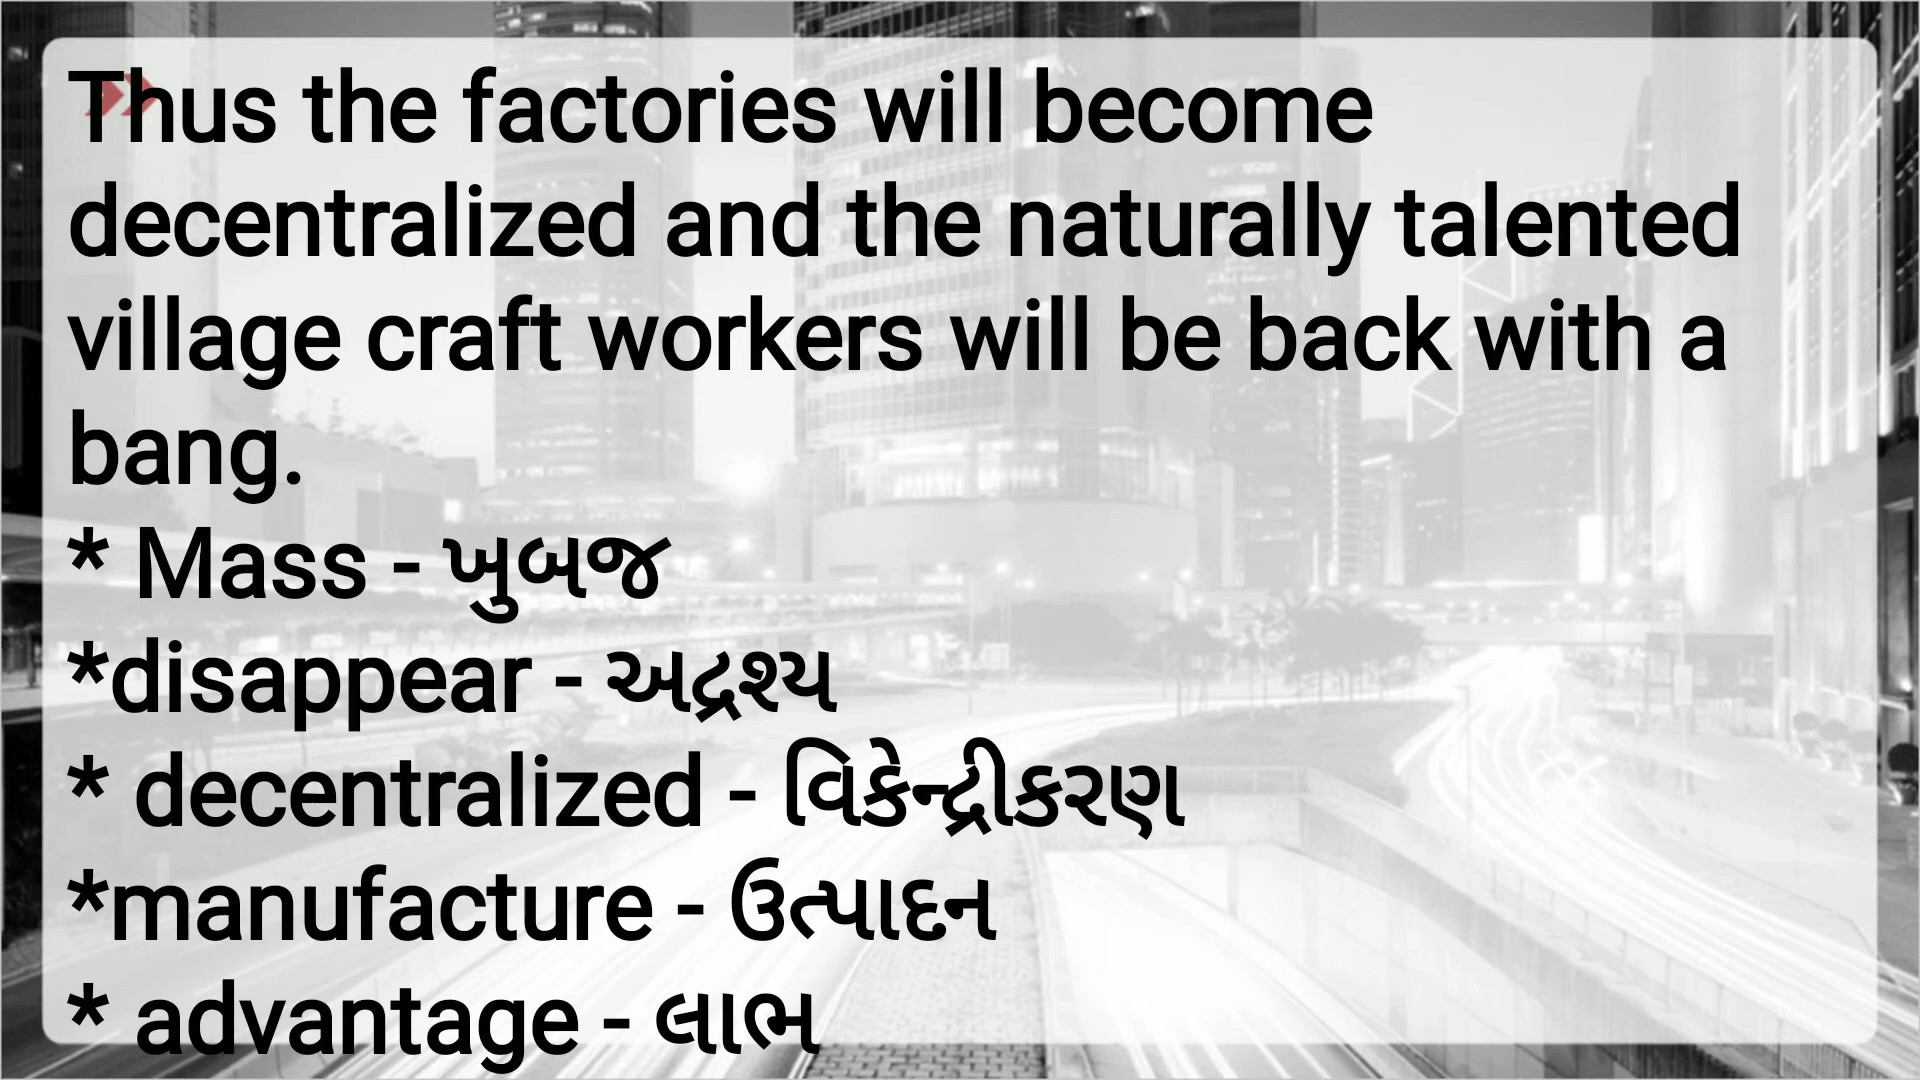 Thus the factories will become
decentralized and the naturally talented
village craft workers will be back with a
bang.
* Mass - ખુબજ
*disappear - અદ્રશ્ય
* decentralized - વિકેન્દ્રીકરણ
*manufacture - ઉત્પાદન
* advantage - લાભ